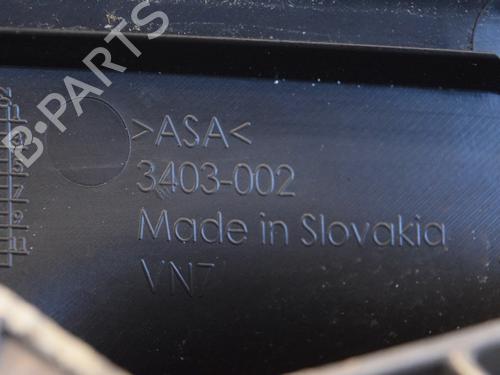 B-PARTS
>ASA<
3403-002
Made in Slovakia
VN7